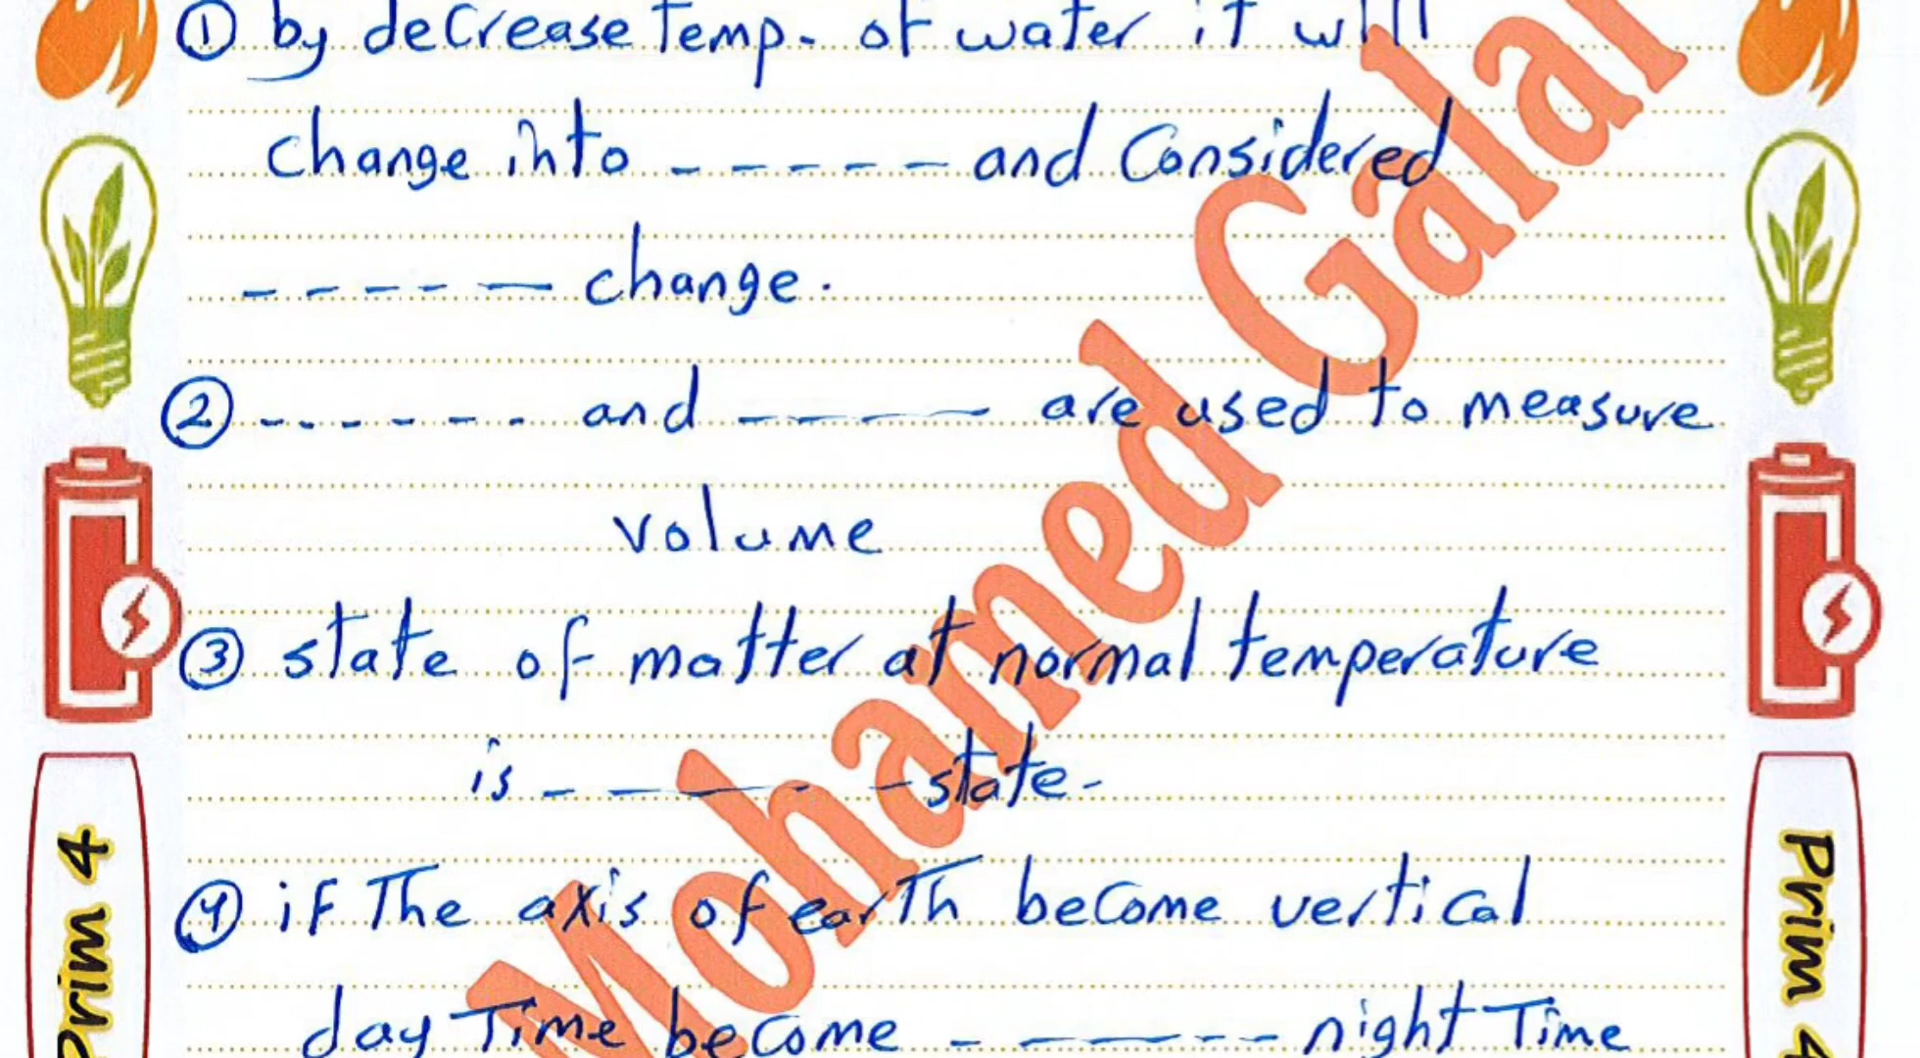 ① by decrease temp. of water it will
change into ----- and Considered
----- change.
② ------ and ----- are used to measure
volume
③ state of matter at normal temperature
is ----- state-
④ if The axis of earTh become vertical
day Time become ----- night Time
Mohamed Galal
Prim 4
Prim 4